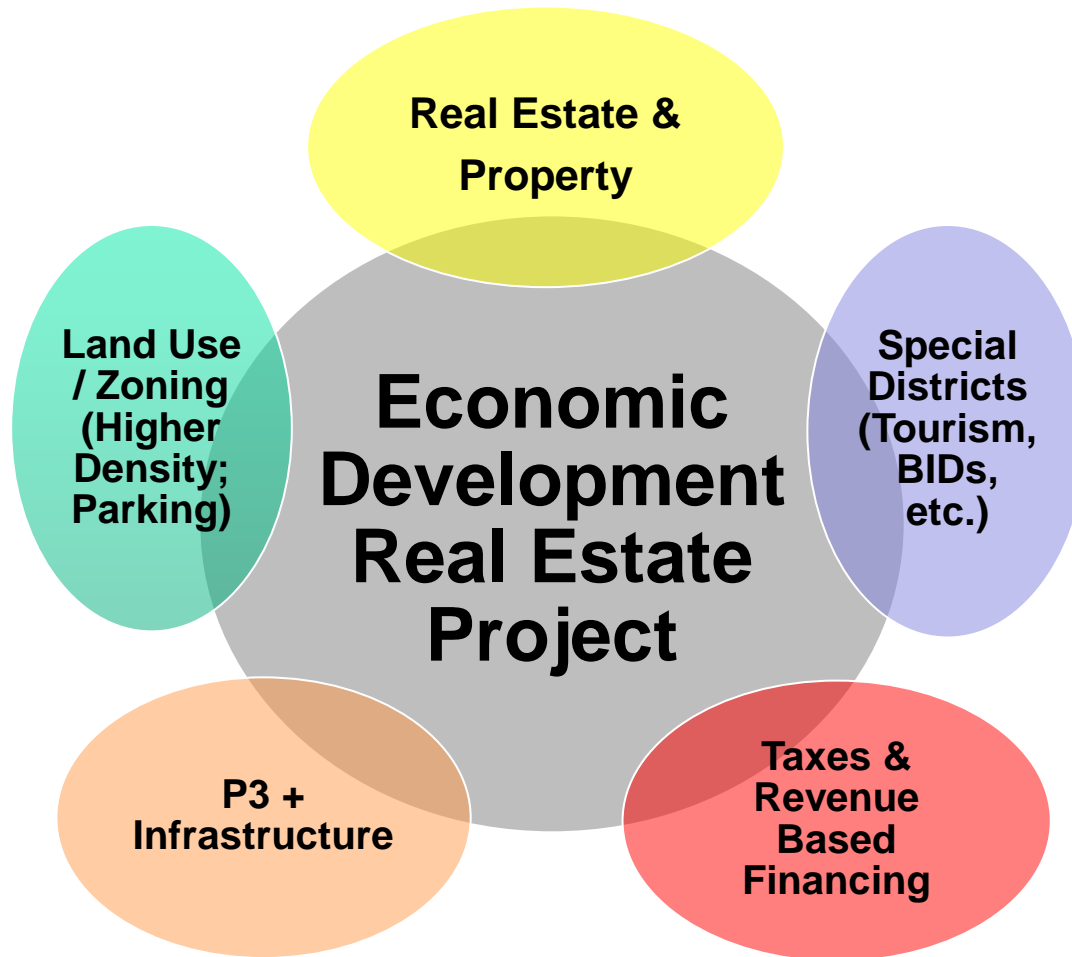 Real Estate &
Property
Land Use
/ Zoning
(Higher
Density;
Parking)
Economic
Development
Real Estate
Project
Special
Districts
(Tourism,
BIDs,
etc.)
P3 +
Infrastructure
Taxes &
Revenue
Based
Financing